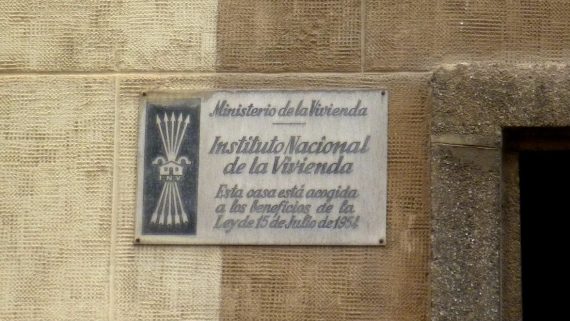 Ministerio de la Vivienda
Instituto Nacional
de la Vivienda
Esta casa está acogida
a los beneficios de la
Ley de 15 de Julio de 1954
I.N.V.